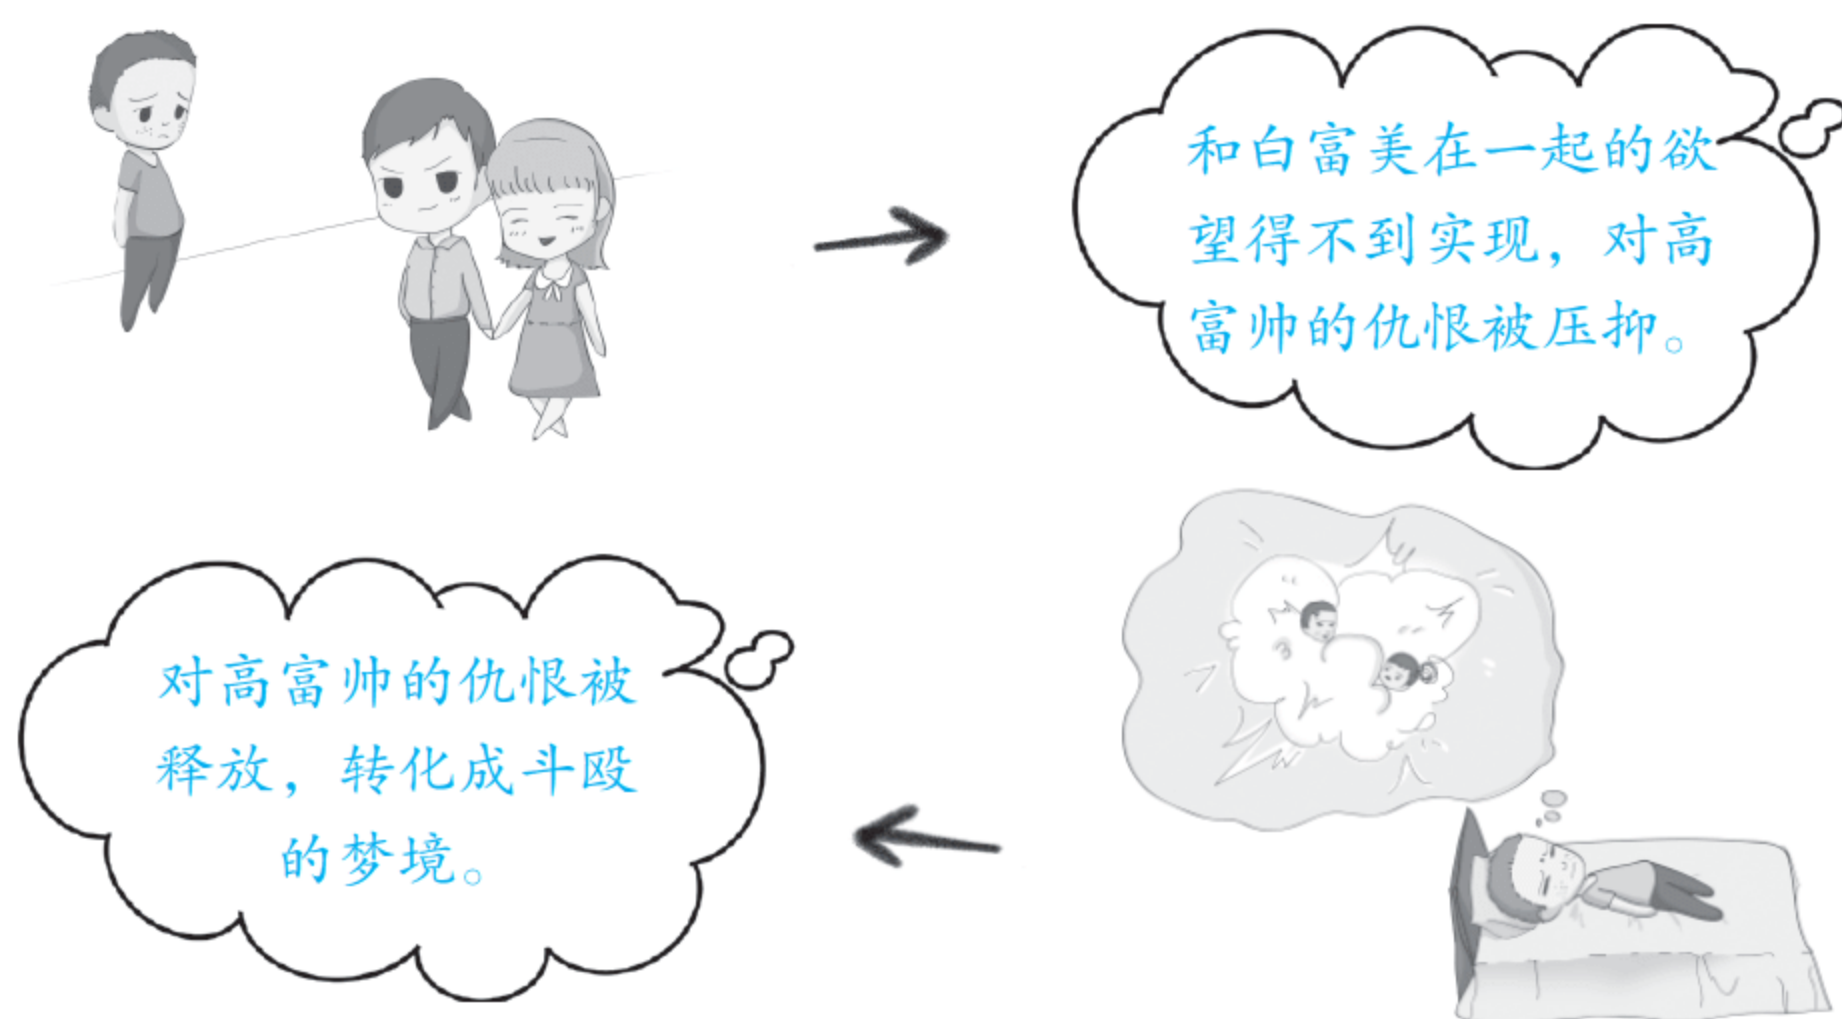 和白富美在一起的欲
望得不到实现，对高
富帅的仇恨被压抑。
对高富帅的仇恨被
释放，转化成斗殴
的梦境。